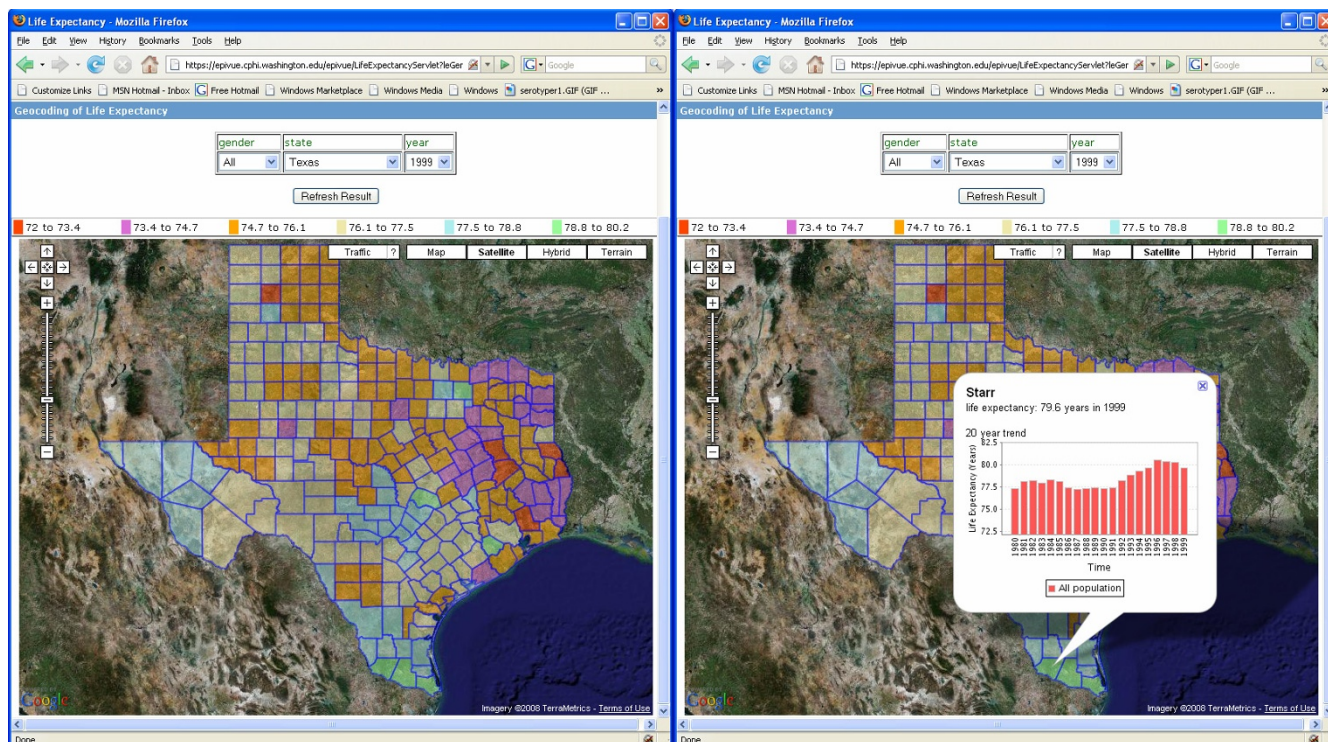 Life Expectancy - Mozilla Firefox
File Edit View History Bookmarks Tools Help
https://epivue.cphi.washington.edu/epivue/LifeExpectancyServlet?leGer
G Google
Customize Links MSN Hotmail - Inbox Free Hotmail Windows Marketplace Windows Media Windows serotyper1.GIF (GIF ... »
Geocoding of Life Expectancy
gender state year
All Texas 1999
Refresh Result
72 to 73.4 73.4 to 74.7 74.7 to 76.1 76.1 to 77.5 77.5 to 78.8 78.8 to 80.2
Traffic ? Map Satellite Hybrid Terrain
Google
Imagery ©2008 TerraMetrics - Terms of Use
Done
Life Expectancy - Mozilla Firefox
File Edit View History Bookmarks Tools Help
https://epivue.cphi.washington.edu/epivue/LifeExpectancyServlet?leGer
G Google
Customize Links MSN Hotmail - Inbox Free Hotmail Windows Marketplace Windows Media Windows serotyper1.GIF (GIF ... »
Geocoding of Life Expectancy
gender state year
All Texas 1999
Refresh Result
72 to 73.4 73.4 to 74.7 74.7 to 76.1 76.1 to 77.5 77.5 to 78.8 78.8 to 80.2
Traffic ? Map Satellite Hybrid Terrain
Starr
life expectancy: 79.6 years in 1999
20 year trend
Life Expectancy (Years)
82.5
80.0
77.5
75.0
72.5
1980 1981 1982 1983 1984 1985 1986 1987 1988 1989 1990 1991 1992 1993 1994 1995 1996 1997 1998 1999
Time
All population
Google
Imagery ©2008 TerraMetrics - Terms of Use
Done